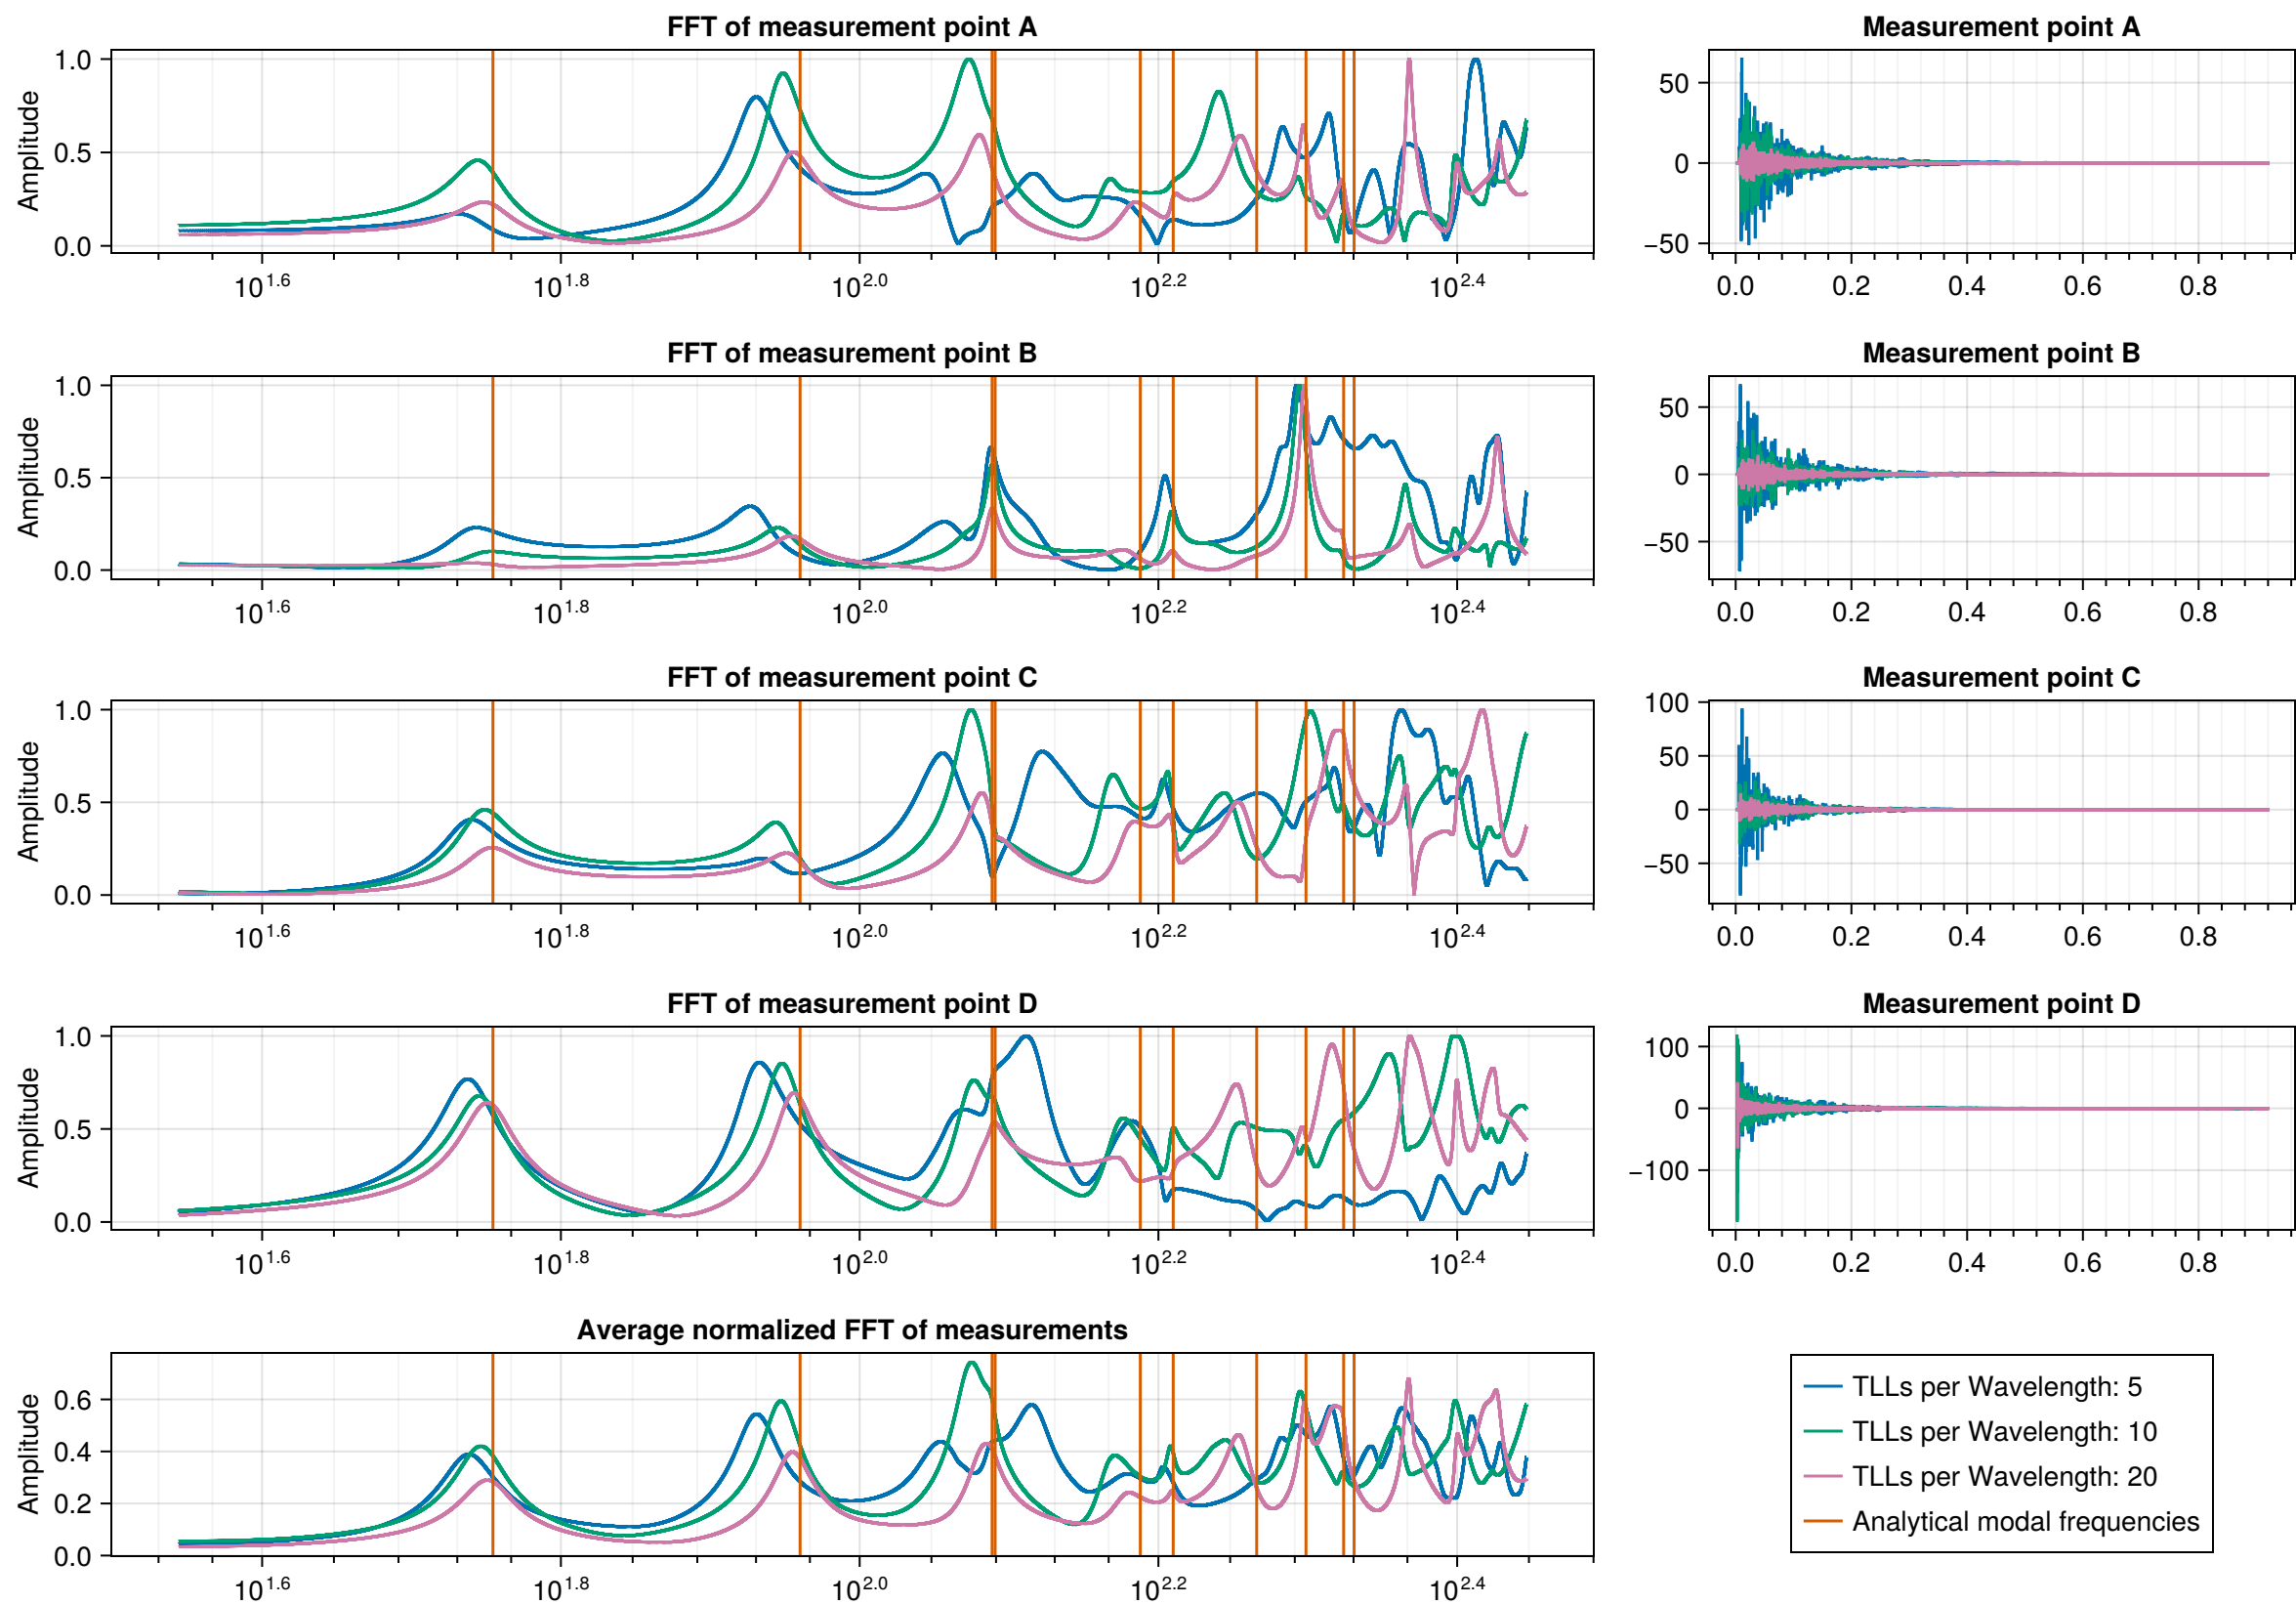 FFT of measurement point A
Measurement point A
Amplitude
1.0
0.5
0.0
10^1.6 10^1.8 10^2.0 10^2.2 10^2.4
50
0
−50
0.0 0.2 0.4 0.6 0.8
FFT of measurement point B
Measurement point B
Amplitude
1.0
0.5
0.0
10^1.6 10^1.8 10^2.0 10^2.2 10^2.4
50
0
−50
0.0 0.2 0.4 0.6 0.8
FFT of measurement point C
Measurement point C
Amplitude
1.0
0.5
0.0
10^1.6 10^1.8 10^2.0 10^2.2 10^2.4
100
50
0
−50
0.0 0.2 0.4 0.6 0.8
FFT of measurement point D
Measurement point D
Amplitude
1.0
0.5
0.0
10^1.6 10^1.8 10^2.0 10^2.2 10^2.4
100
0
−100
0.0 0.2 0.4 0.6 0.8
Average normalized FFT of measurements
Amplitude
0.6
0.4
0.2
0.0
10^1.6 10^1.8 10^2.0 10^2.2 10^2.4
TLLs per Wavelength: 5
TLLs per Wavelength: 10
TLLs per Wavelength: 20
Analytical modal frequencies